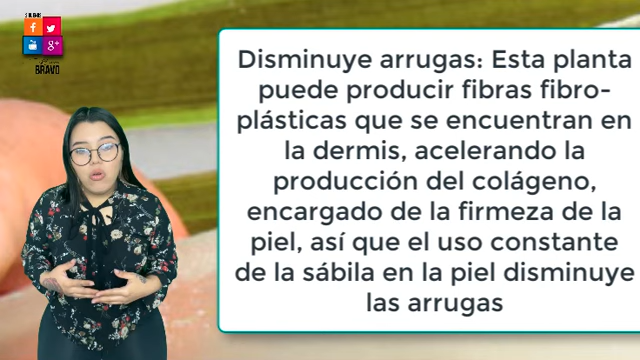 BRAVO
Disminuye arrugas: Esta planta
puede producir fibras fibro-
plásticas que se encuentran en
la dermis, acelerando la
producción del colágeno,
encargado de la firmeza de la
piel, así que el uso constante
de la sábila en la piel disminuye
las arrugas